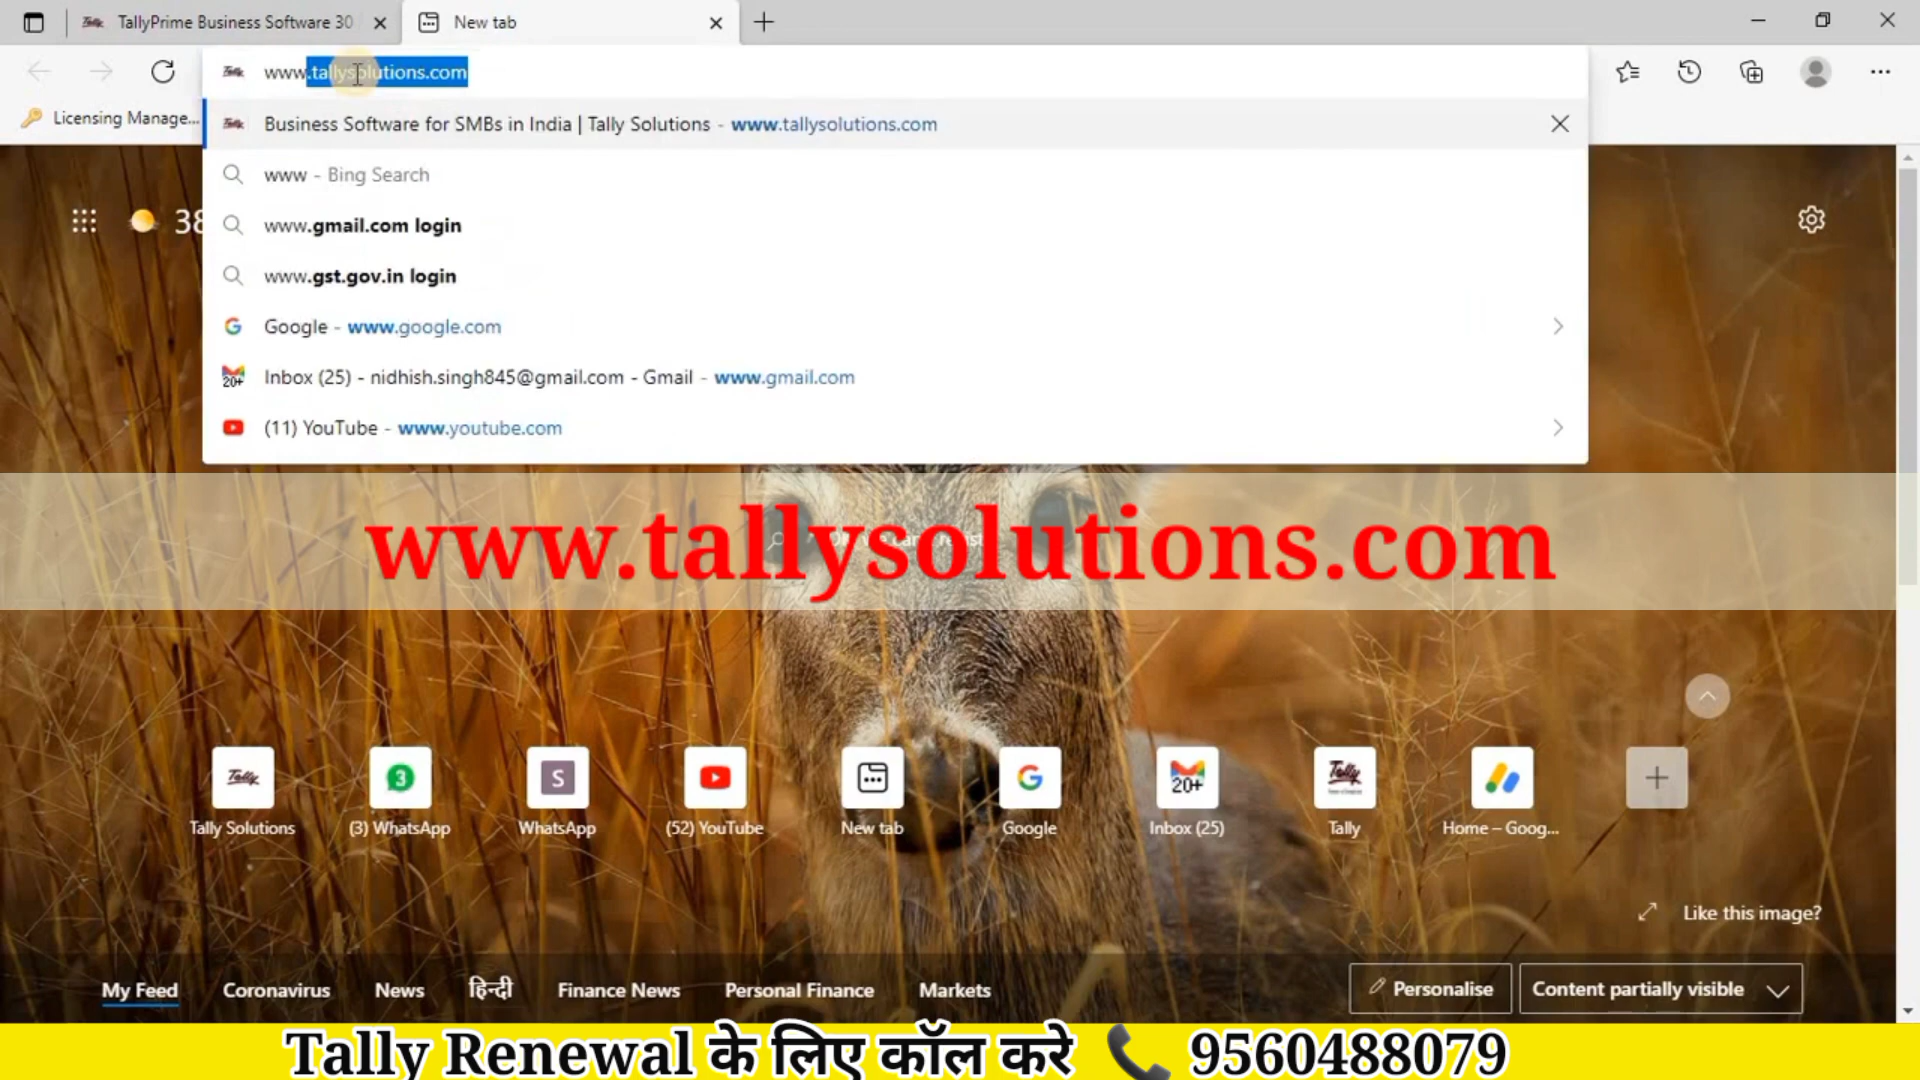 TallyPrime Business Software 30
New tab
www.tallysolutions.com
Licensing Manage...
Business Software for SMBs in India | Tally Solutions - www.tallysolutions.com
www - Bing Search
www.gmail.com login
www.gst.gov.in login
Google - www.google.com
Inbox (25) - nidhish.singh845@gmail.com - Gmail - www.gmail.com
(11) YouTube - www.youtube.com
38
www.tallysolutions.com
Tally Solutions
(3) WhatsApp
WhatsApp
(52) YouTube
New tab
Google
Inbox (25)
Tally
Home – Goog...
Like this image?
My Feed Coronavirus News हिन्दी Finance News Personal Finance Markets Personalise Content partially visible
Tally Renewal के लिए कॉल करे 9560488079